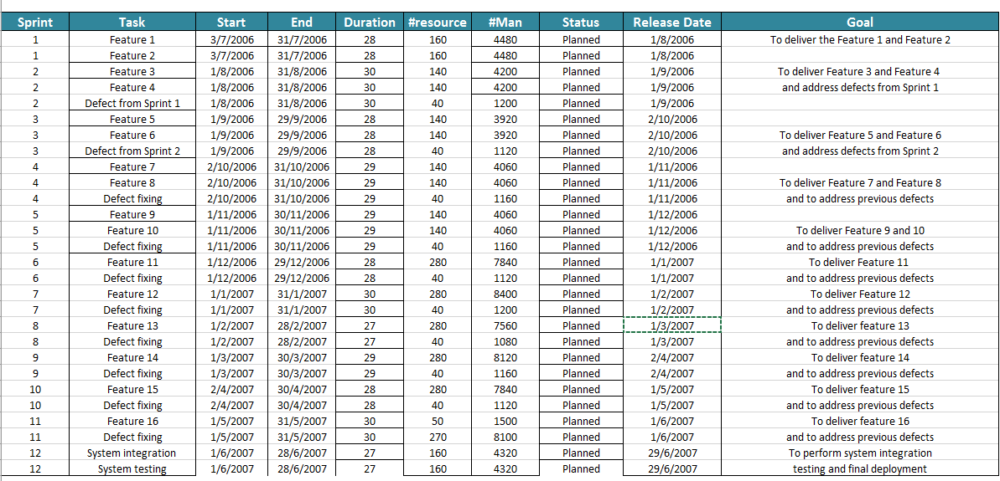 Sprint Task Start End Duration #resource #Man Status Release Date Goal
1 Feature 1 3/7/2006 31/7/2006 28 160 4480 Planned 1/8/2006 To deliver the Feature 1 and Feature 2
1 Feature 2 3/7/2006 31/7/2006 28 160 4480 Planned 1/8/2006
2 Feature 3 1/8/2006 31/8/2006 30 140 4200 Planned 1/9/2006 To deliver Feature 3 and Feature 4
2 Feature 4 1/8/2006 31/8/2006 30 140 4200 Planned 1/9/2006 and address defects from Sprint 1
2 Defect from Sprint 1 1/8/2006 31/8/2006 30 40 1200 Planned 1/9/2006
3 Feature 5 1/9/2006 29/9/2006 28 140 3920 Planned 2/10/2006
3 Feature 6 1/9/2006 29/9/2006 28 140 3920 Planned 2/10/2006 To deliver Feature 5 and Feature 6
3 Defect from Sprint 2 1/9/2006 29/9/2006 28 40 1120 Planned 2/10/2006 and address defects from Sprint 2
4 Feature 7 2/10/2006 31/10/2006 29 140 4060 Planned 1/11/2006
4 Feature 8 2/10/2006 31/10/2006 29 140 4060 Planned 1/11/2006 To deliver Feature 7 and Feature 8
4 Defect fixing 2/10/2006 31/10/2006 29 40 1160 Planned 1/11/2006 and to address previous defects
5 Feature 9 1/11/2006 30/11/2006 29 140 4060 Planned 1/12/2006
5 Feature 10 1/11/2006 30/11/2006 29 140 4060 Planned 1/12/2006 To deliver Feature 9 and 10
5 Defect fixing 1/11/2006 30/11/2006 29 40 1160 Planned 1/12/2006 and to address previous defects
6 Feature 11 1/12/2006 29/12/2006 28 280 7840 Planned 1/1/2007 To deliver Feature 11
6 Defect fixing 1/12/2006 29/12/2006 28 40 1120 Planned 1/1/2007 and to address previous defects
7 Feature 12 1/1/2007 31/1/2007 30 280 8400 Planned 1/2/2007 To deliver Feature 12
7 Defect fixing 1/1/2007 31/1/2007 30 40 1200 Planned 1/2/2007 and to address previous defects
8 Feature 13 1/2/2007 28/2/2007 27 280 7560 Planned 1/3/2007 To deliver feature 13
8 Defect fixing 1/2/2007 28/2/2007 27 40 1080 Planned 1/3/2007 and to address previous defects
9 Feature 14 1/3/2007 30/3/2007 29 280 8120 Planned 2/4/2007 To deliver feature 14
9 Defect fixing 1/3/2007 30/3/2007 29 40 1160 Planned 2/4/2007 and to address previous defects
10 Feature 15 2/4/2007 30/4/2007 28 280 7840 Planned 1/5/2007 To deliver feature 15
10 Defect fixing 2/4/2007 30/4/2007 28 40 1120 Planned 1/5/2007 and to address previous defects
11 Feature 16 1/5/2007 31/5/2007 30 50 1500 Planned 1/6/2007 To deliver feature 16
11 Defect fixing 1/5/2007 31/5/2007 30 270 8100 Planned 1/6/2007 and to address previous defects
12 System integration 1/6/2007 28/6/2007 27 160 4320 Planned 29/6/2007 To perform system integration
12 System testing 1/6/2007 28/6/2007 27 160 4320 Planned 29/6/2007 testing and final deployment